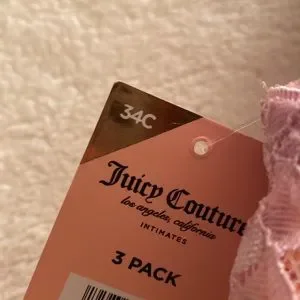 34C
Juicy Couture
los angeles, california
INTIMATES
3 PACK